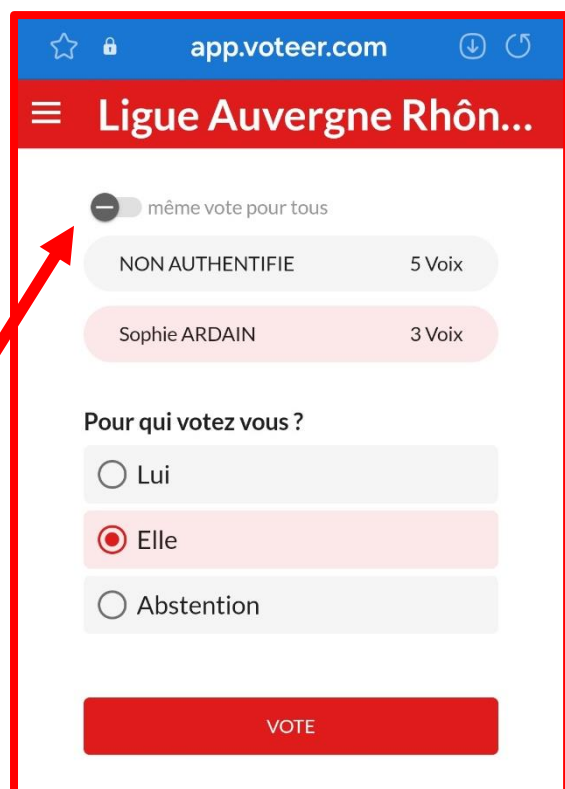 app.voteer.com
Ligue Auvergne Rhôn...
même vote pour tous
NON AUTHENTIFIE 5 Voix
Sophie ARDAIN 3 Voix
Pour qui votez vous ?
Lui
Elle
Abstention
VOTE